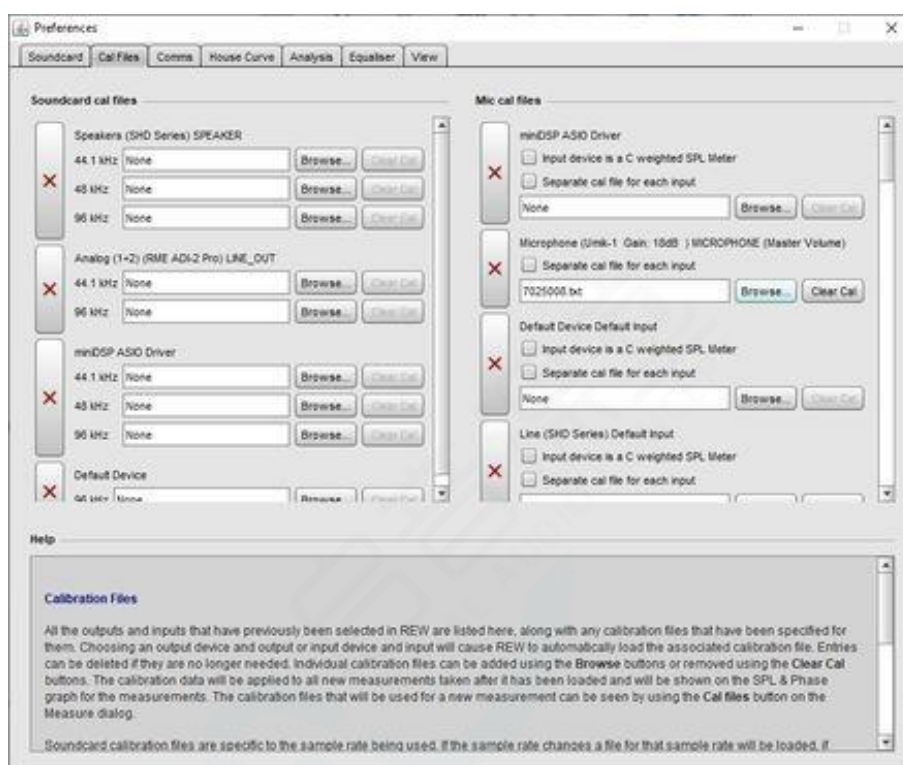 Preferences
Soundcard Cal Files Comms House Curve Analysis Equaliser View
Soundcard cal files
Speakers (SHD Series) SPEAKER
44.1 kHz None Browse... Clear Cal
48 kHz None Browse... Clear Cal
96 kHz None Browse... Clear Cal
Analog (1+2) (RME ADI-2 Pro) LINE_OUT
44.1 kHz None Browse... Clear Cal
96 kHz None Browse... Clear Cal
miniDSP ASIO Driver
44.1 kHz None Browse... Clear Cal
48 kHz None Browse... Clear Cal
96 kHz None Browse... Clear Cal
Default Device
96 kHz None Browse... Clear Cal
Mic cal files
miniDSP ASIO Driver
Input device is a C weighted SPL Meter
Separate cal file for each input
None Browse... Clear Cal
Microphone (Umik-1 Gain: 18dB ) MICROPHONE (Master Volume)
Separate cal file for each input
7025008.txt Browse... Clear Cal
Default Device Default Input
Input device is a C weighted SPL Meter
Separate cal file for each input
None Browse... Clear Cal
Line (SHD Series) Default Input
Input device is a C weighted SPL Meter
Separate cal file for each input
Help
Calibration Files
All the outputs and inputs that have previously been selected in REW are listed here, along with any calibration files that have been specified for
them. Choosing an output device and output or input device and input will cause REW to automatically load the associated calibration file. Entries
can be deleted if they are no longer needed. Individual calibration files can be added using the Browse buttons or removed using the Clear Cal
buttons. The calibration data will be applied to all new measurements taken after it has been loaded and will be shown on the SPL & Phase
graph for the measurements. The calibration files that will be used for a new measurement can be seen by using the Cal files button on the
Measure dialog.
Soundcard calibration files are specific to the sample rate being used. If the sample rate changes a file for that sample rate will be loaded, if